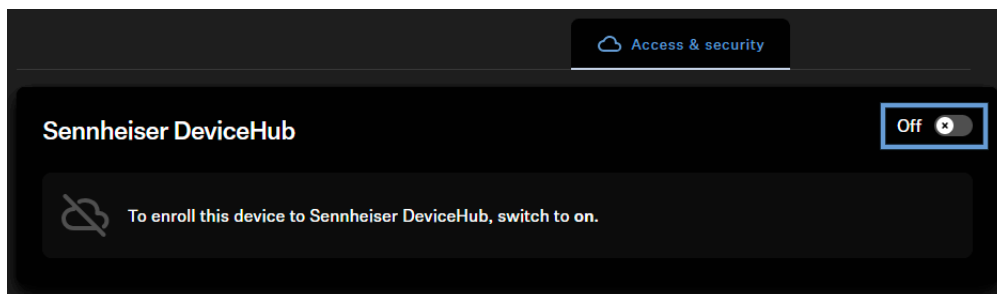 Access & security
Sennheiser DeviceHub
Off
To enroll this device to Sennheiser DeviceHub, switch to on.